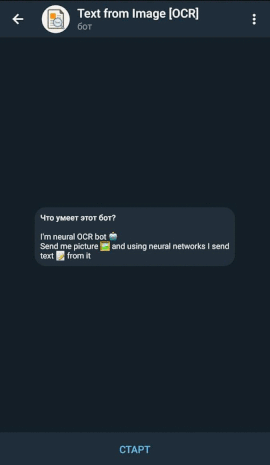 Text from Image [OCR]
бот
Что умеет этот бот?
I'm neural OCR bot 🤖
Send me picture 🖼 and using neural networks I send
text 📝 from it
СТАРТ